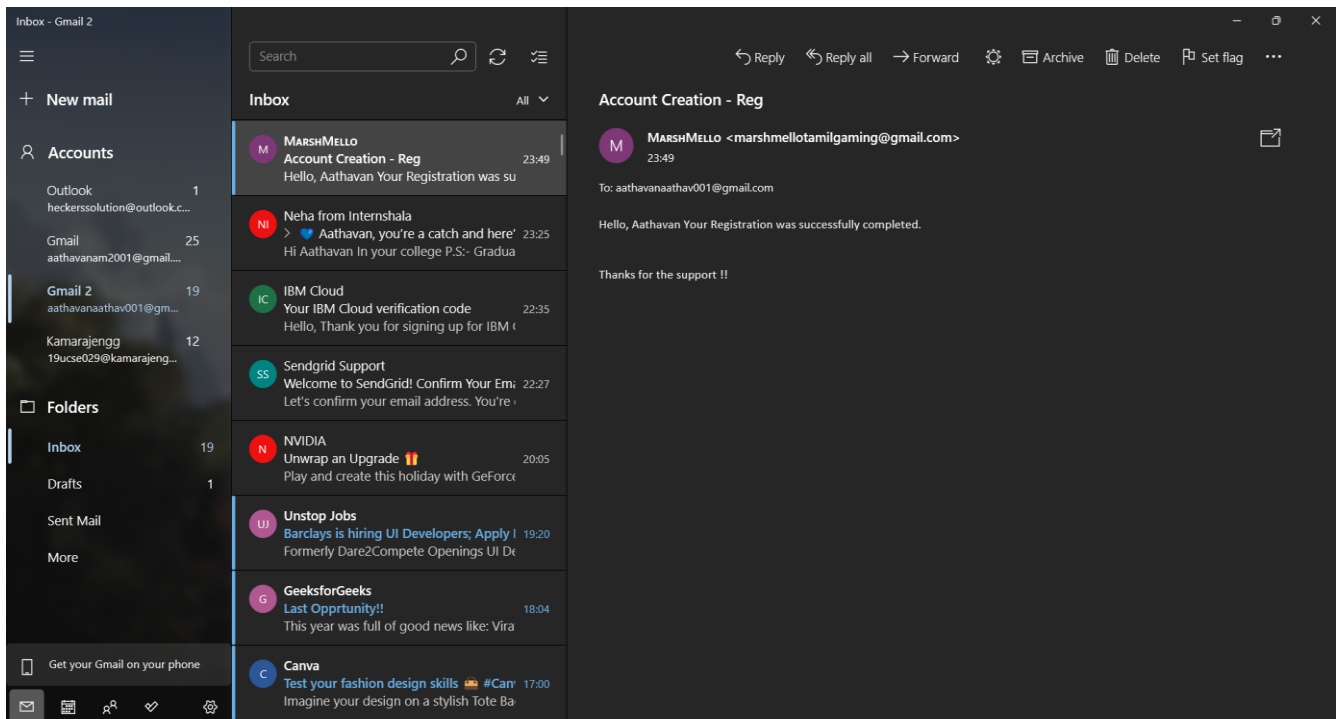 Inbox - Gmail 2
New mail
Accounts
Outlook 1
heckerssolution@outlook.c...
Gmail 25
aathavanam2001@gmail....
Gmail 2 19
aathavanaathav001@gm...
Kamarajengg 12
19ucse029@kamarajeng...
Folders
Inbox 19
Drafts 1
Sent Mail
More
Get your Gmail on your phone
Search
Inbox All
M
MARSHMELLO
Account Creation - Reg 23:49
Hello, Aathavan Your Registration was su
NI
Neha from Internshala
> 💙 Aathavan, you're a catch and here' 23:25
Hi Aathavan In your college P.S:- Gradua
IC
IBM Cloud
Your IBM Cloud verification code 22:35
Hello, Thank you for signing up for IBM
SS
Sendgrid Support
Welcome to SendGrid! Confirm Your Ema 22:27
Let's confirm your email address. You're
N
NVIDIA
Unwrap an Upgrade 🎁 20:05
Play and create this holiday with GeForce
UJ
Unstop Jobs
Barclays is hiring UI Developers; Apply 19:20
Formerly Dare2Compete Openings UI De
G
GeeksforGeeks
Last Opprtunity!! 18:04
This year was full of good news like: Vira
C
Canva
Test your fashion design skills 👜 #Can 17:00
Imagine your design on a stylish Tote Ba
Reply Reply all Forward Archive Delete Set flag ...
Account Creation - Reg
M
MARSHMELLO <marshmellotamilgaming@gmail.com>
23:49
To: aathavanaathav001@gmail.com
Hello, Aathavan Your Registration was successfully completed.
Thanks for the support !!